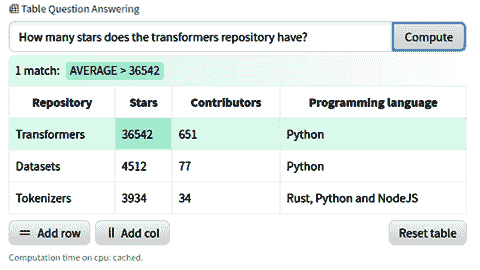 Table Question Answering
How many stars does the transformers repository have? Compute
1 match: AVERAGE > 36542
Repository Stars Contributors Programming language
Transformers 36542 651 Python
Datasets 4512 77 Python
Tokenizers 3934 34 Rust, Python and NodeJS
Add row Add col Reset table
Computation time on cpu: cached.